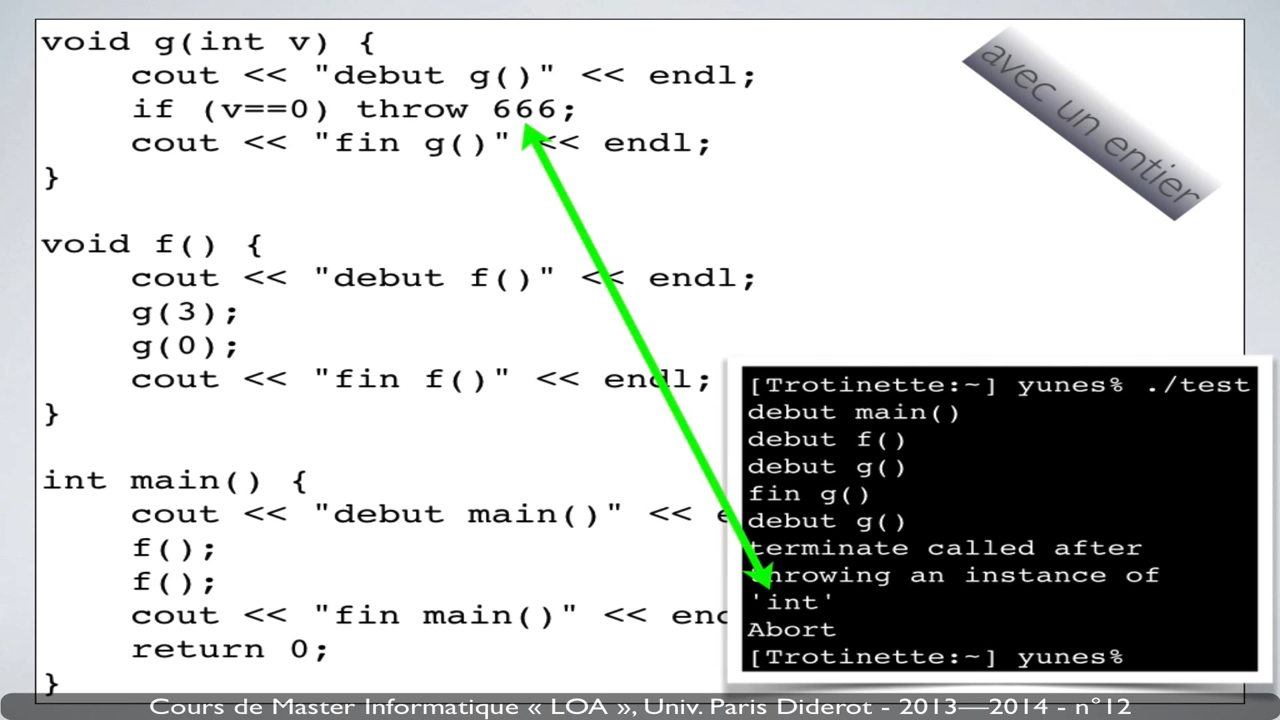 void g(int v) {
cout << "debut g()" << endl;
if (v==0) throw 666;
cout << "fin g()" << endl;
}
avec un entier
void f() {
cout << "debut f()" << endl;
g(3);
g(0);
cout << "fin f()" << endl;
}
int main() {
cout << "debut main()" << e
f();
f();
cout << "fin main()" << end
return 0;
}
[Trotinette:~] yunes% ./test
debut main()
debut f()
debut g()
fin g()
debut g()
terminate called after
throwing an instance of
'int'
Abort
[Trotinette:~] yunes%
Cours de Master Informatique « LOA », Univ. Paris Diderot - 2013—2014 - n°12